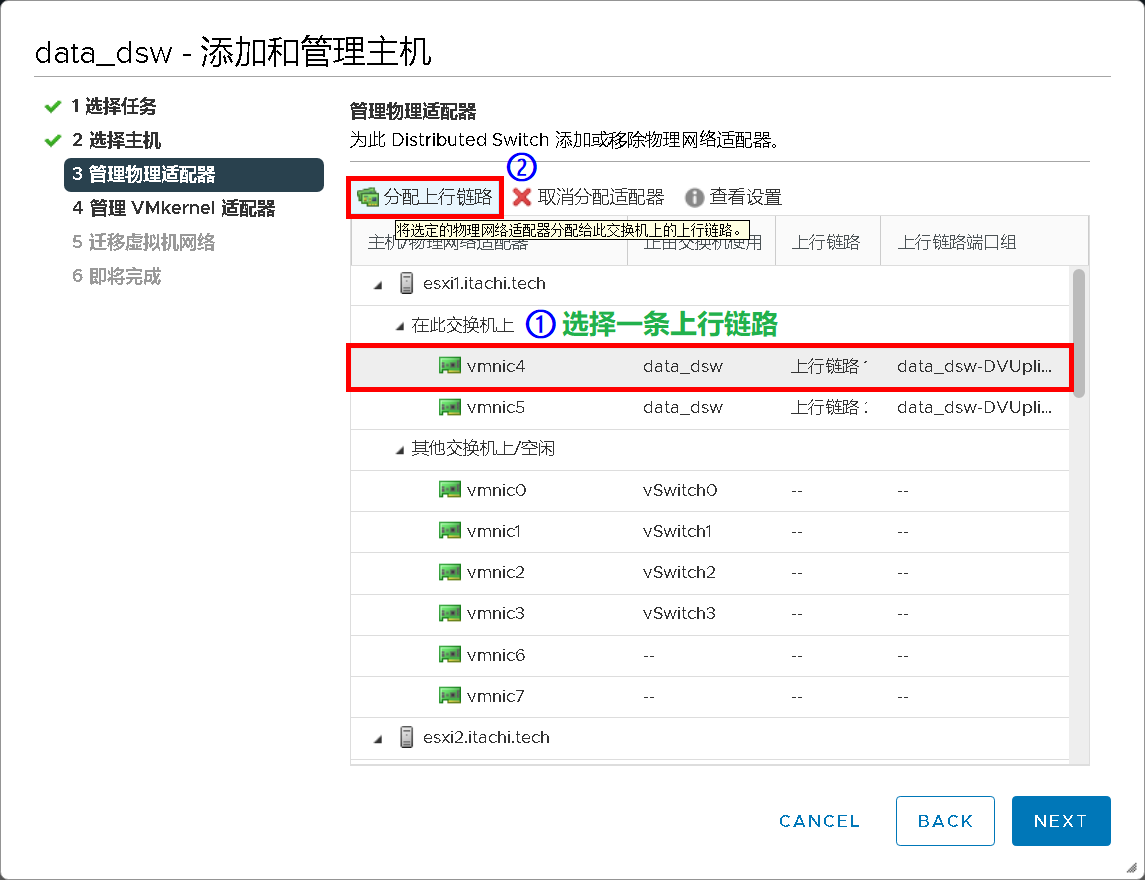 data_dsw - 添加和管理主机
1 选择任务
2 选择主机
3 管理物理适配器
4 管理 VMkernel 适配器
5 迁移虚拟机网络
6 即将完成
管理物理适配器
为此 Distributed Switch 添加或移除物理网络适配器。
②
分配上行链路 取消分配适配器 查看设置
将选定的物理网络适配器分配给此交换机上的上行链路。
主机/物理网络适配器 正由交换机使用 上行链路 上行链路端口组
esxi1.itachi.tech
在此交换机上 ① 选择一条上行链路
vmnic4 data_dsw 上行链路 data_dsw-DVUpli...
vmnic5 data_dsw 上行链路 data_dsw-DVUpli...
其他交换机上/空闲
vmnic0 vSwitch0 -- --
vmnic1 vSwitch1 -- --
vmnic2 vSwitch2 -- --
vmnic3 vSwitch3 -- --
vmnic6 -- -- --
vmnic7 -- -- --
esxi2.itachi.tech
CANCEL BACK NEXT